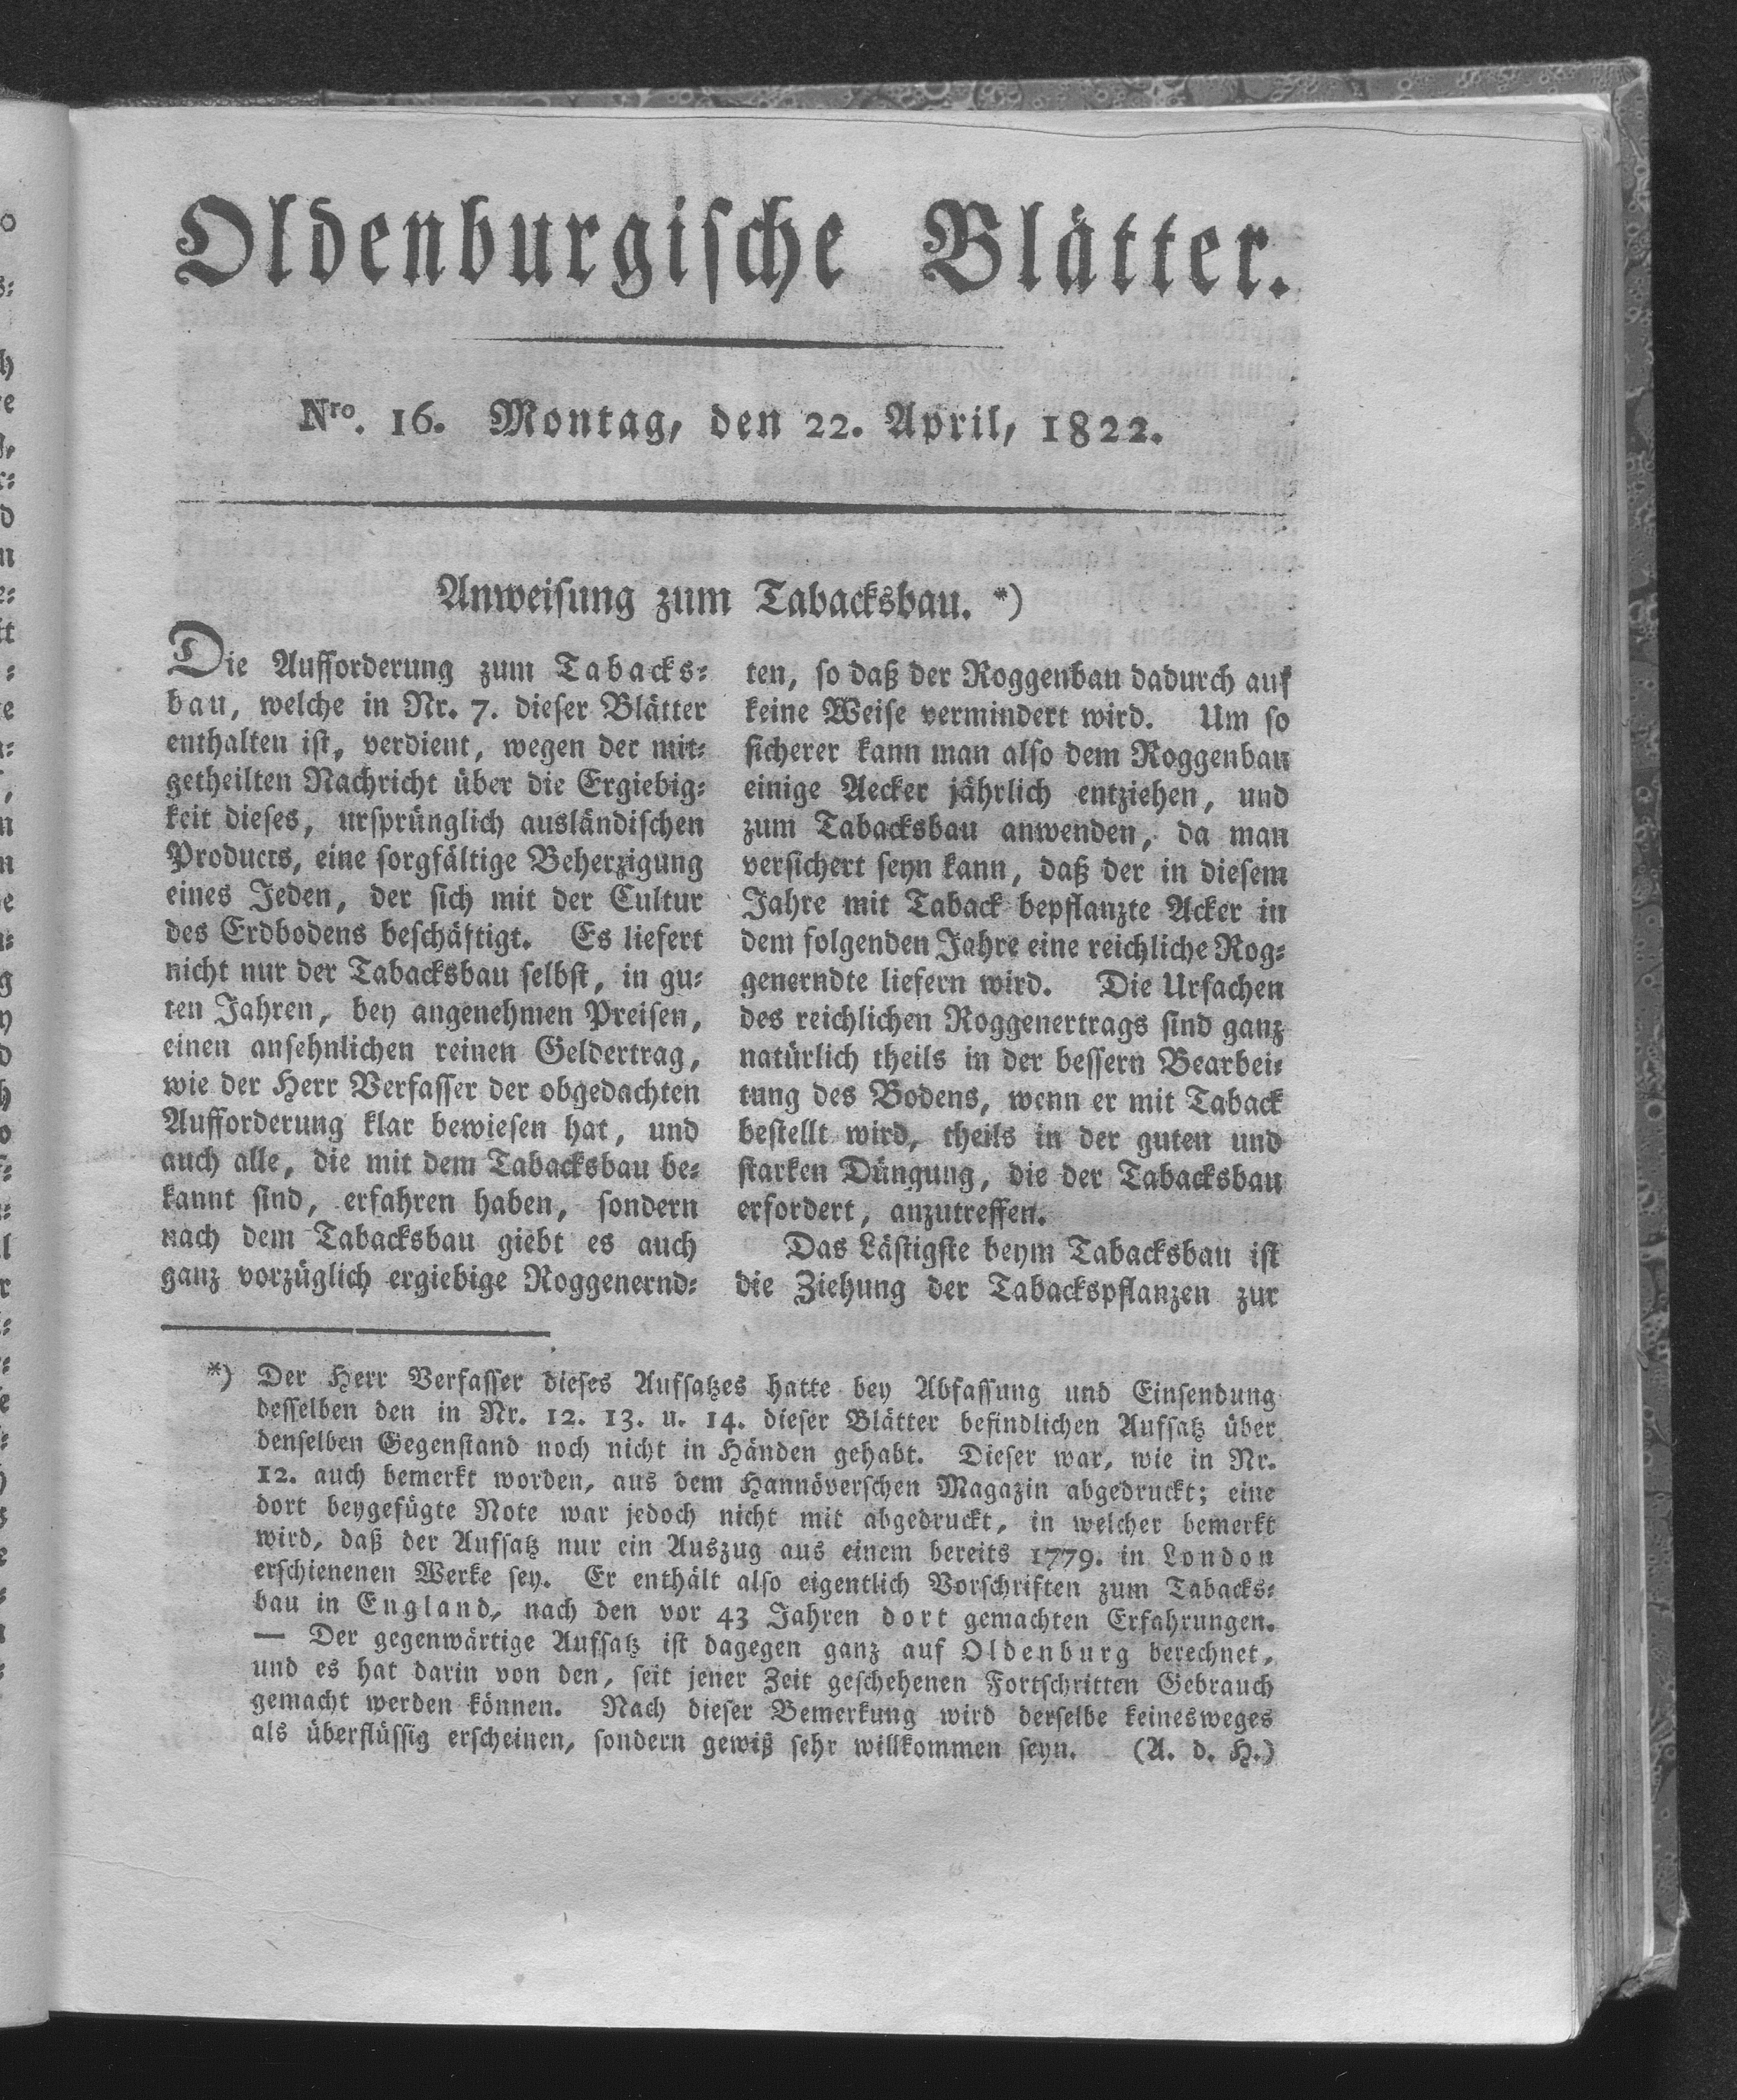 Oldenburgische Blätter.
Nro. 16. Montag, den 22. April, 1822.
Anweisung zum Tabacksbau. *)
Die Aufforderung zum Tabacks-
bau, welche in Nr. 7. dieser Blätter
enthalten ist, verdient, wegen der mit-
getheilten Nachricht über die Ergiebig-
keit dieses, ursprünglich ausländischen
Products, eine sorgfältige Beherzigung
eines Jeden, der sich mit der Cultur
des Erdbodens beschäftigt. Es liefert
nicht nur der Tabacksbau selbst, in gu-
ten Jahren, bey angenehmen Preisen,
einen ansehnlichen reinen Geldertrag,
wie der Herr Verfasser der obgedachten
Aufforderung klar bewiesen hat, und
auch alle, die mit dem Tabacksbau be-
kannt sind, erfahren haben, sondern
nach dem Tabacksbau giebt es auch
ganz vorzüglich ergiebige Roggenernd-
ten, so daß der Roggenbau dadurch auf
keine Weise vermindert wird. Um so
sicherer kann man also dem Roggenbau
einige Aecker jährlich entziehen, und
zum Tabacksbau anwenden, da man
versichert seyn kann, daß der in diesem
Jahre mit Taback bepflanzte Acker in
dem folgenden Jahre eine reichliche Rog-
generndte liefern wird. Die Ursachen
des reichlichen Roggenertrags sind ganz
natürlich theils in der bessern Bearbei-
tung des Bodens, wenn er mit Taback
bestellt wird, theils in der guten und
starken Düngung, die der Tabacksbau
erfordert, anzutreffen.
Das Lästigste beym Tabacksbau ist
die Ziehung der Tabackspflanzen zur
*) Der Herr Verfasser dieses Aufsatzes hatte bey Abfassung und Einsendung
desselben den in Nr. 12. 13. u. 14. dieser Blätter befindlichen Aufsatz über
denselben Gegenstand noch nicht in Händen gehabt. Dieser war, wie in Nr.
12. auch bemerkt worden, aus dem Hannöverschen Magazin abgedruckt; eine
dort beygefügte Note war jedoch nicht mit abgedruckt, in welcher bemerkt
wird, daß der Aufsatz nur ein Auszug aus einem bereits 1779. in London
erschienenen Werke sey. Er enthält also eigentlich Vorschriften zum Tabacks-
bau in England, nach den vor 43 Jahren dort gemachten Erfahrungen.
— Der gegenwärtige Aufsatz ist dagegen ganz auf Oldenburg berechnet,
und es hat darin von den, seit jener Zeit geschehenen Fortschritten Gebrauch
gemacht werden können. Nach dieser Bemerkung wird derselbe keinesweges
als überflüssig erscheinen, sondern gewiß sehr willkommen seyn. (A. d. H.)